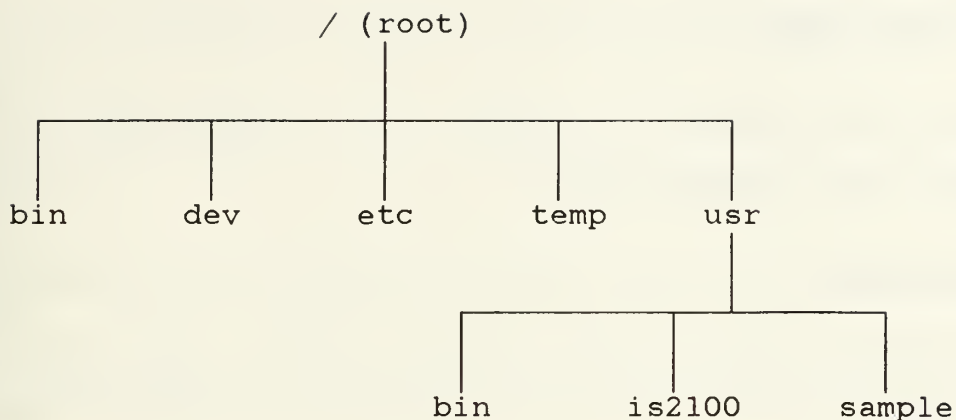 / (root)
bin dev etc temp usr
bin is2100 sample